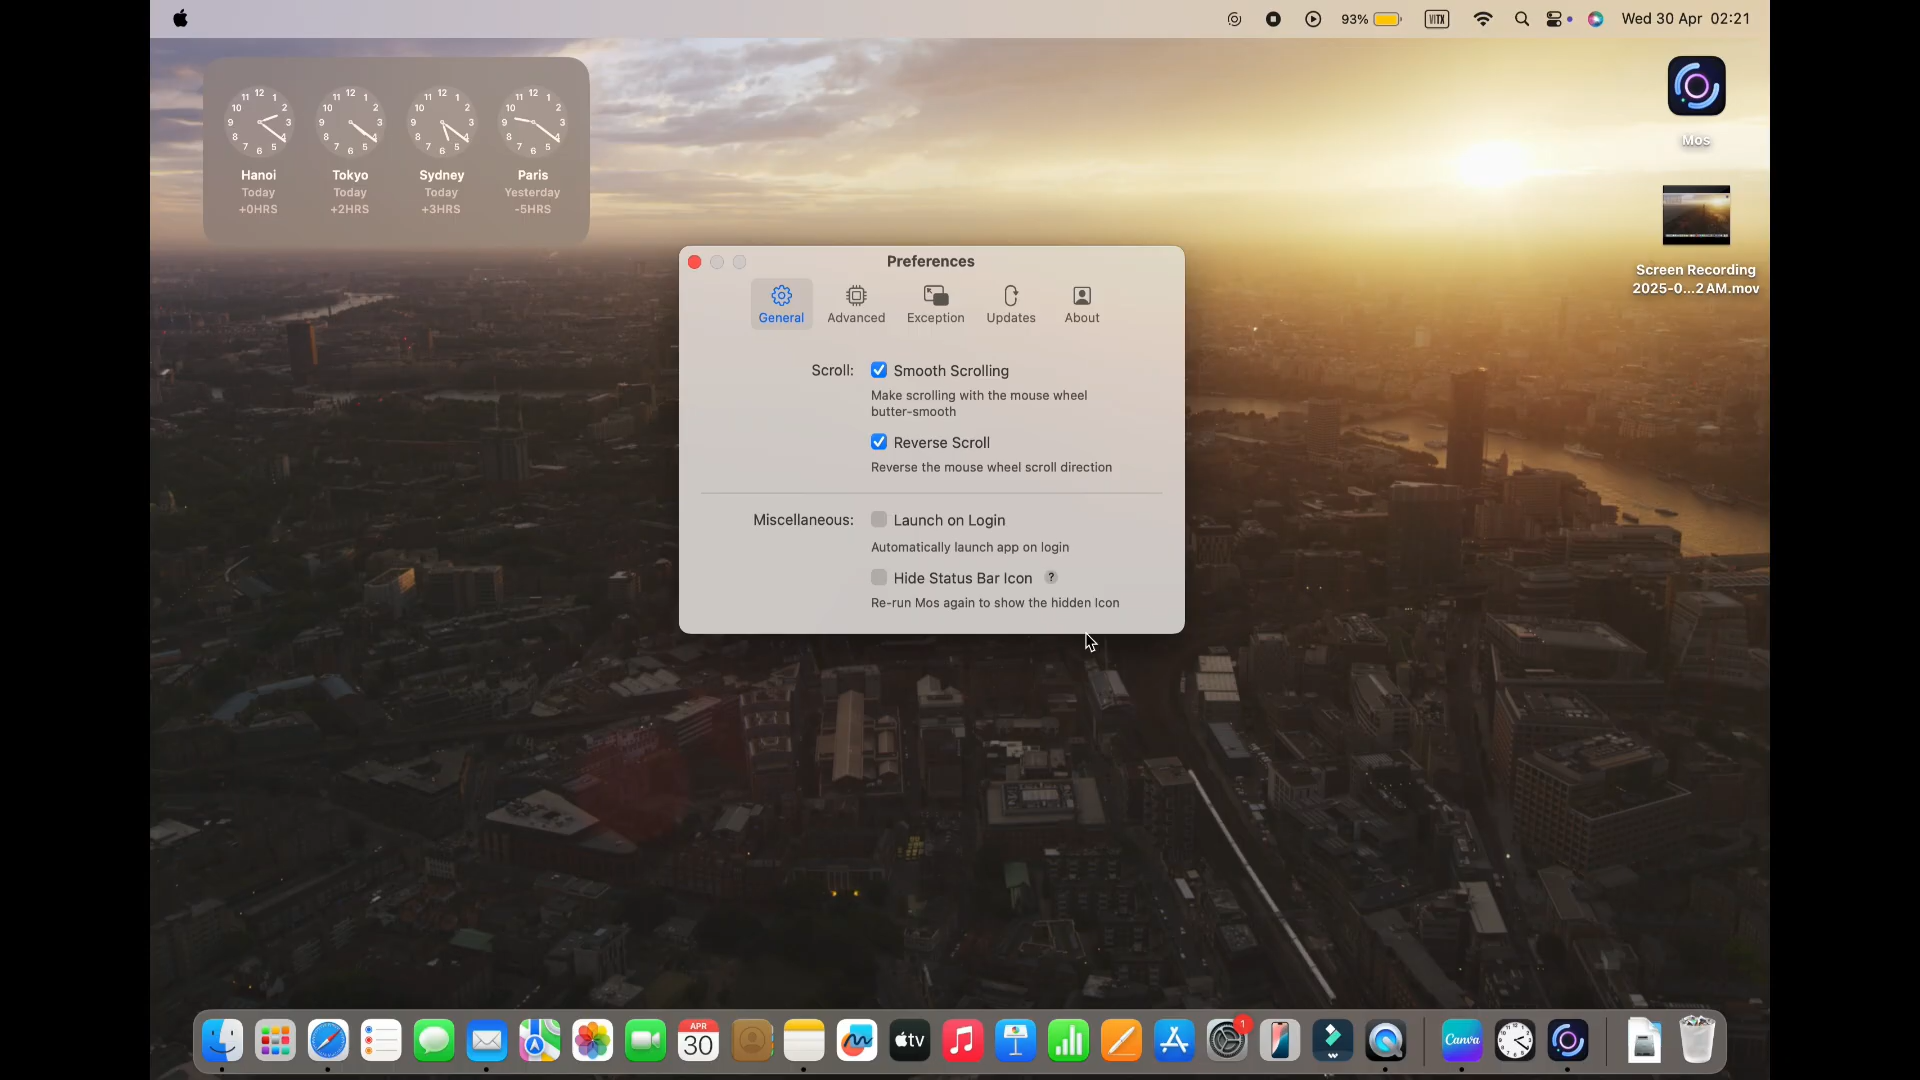 93%
VITX
Wed 30 Apr 02:21
Hanoi
Today
+0HRS
Tokyo
Today
+2HRS
Sydney
Today
+3HRS
Paris
Yesterday
-5HRS
Mos
Screen Recording
2025-0...2 AM.mov
Preferences
General
Advanced
Exception
Updates
About
Scroll:
Smooth Scrolling
Make scrolling with the mouse wheel
butter-smooth
Reverse Scroll
Reverse the mouse wheel scroll direction
Miscellaneous:
Launch on Login
Automatically launch app on login
Hide Status Bar Icon ?
Re-run Mos again to show the hidden Icon
APR
30
tv
1
Canva